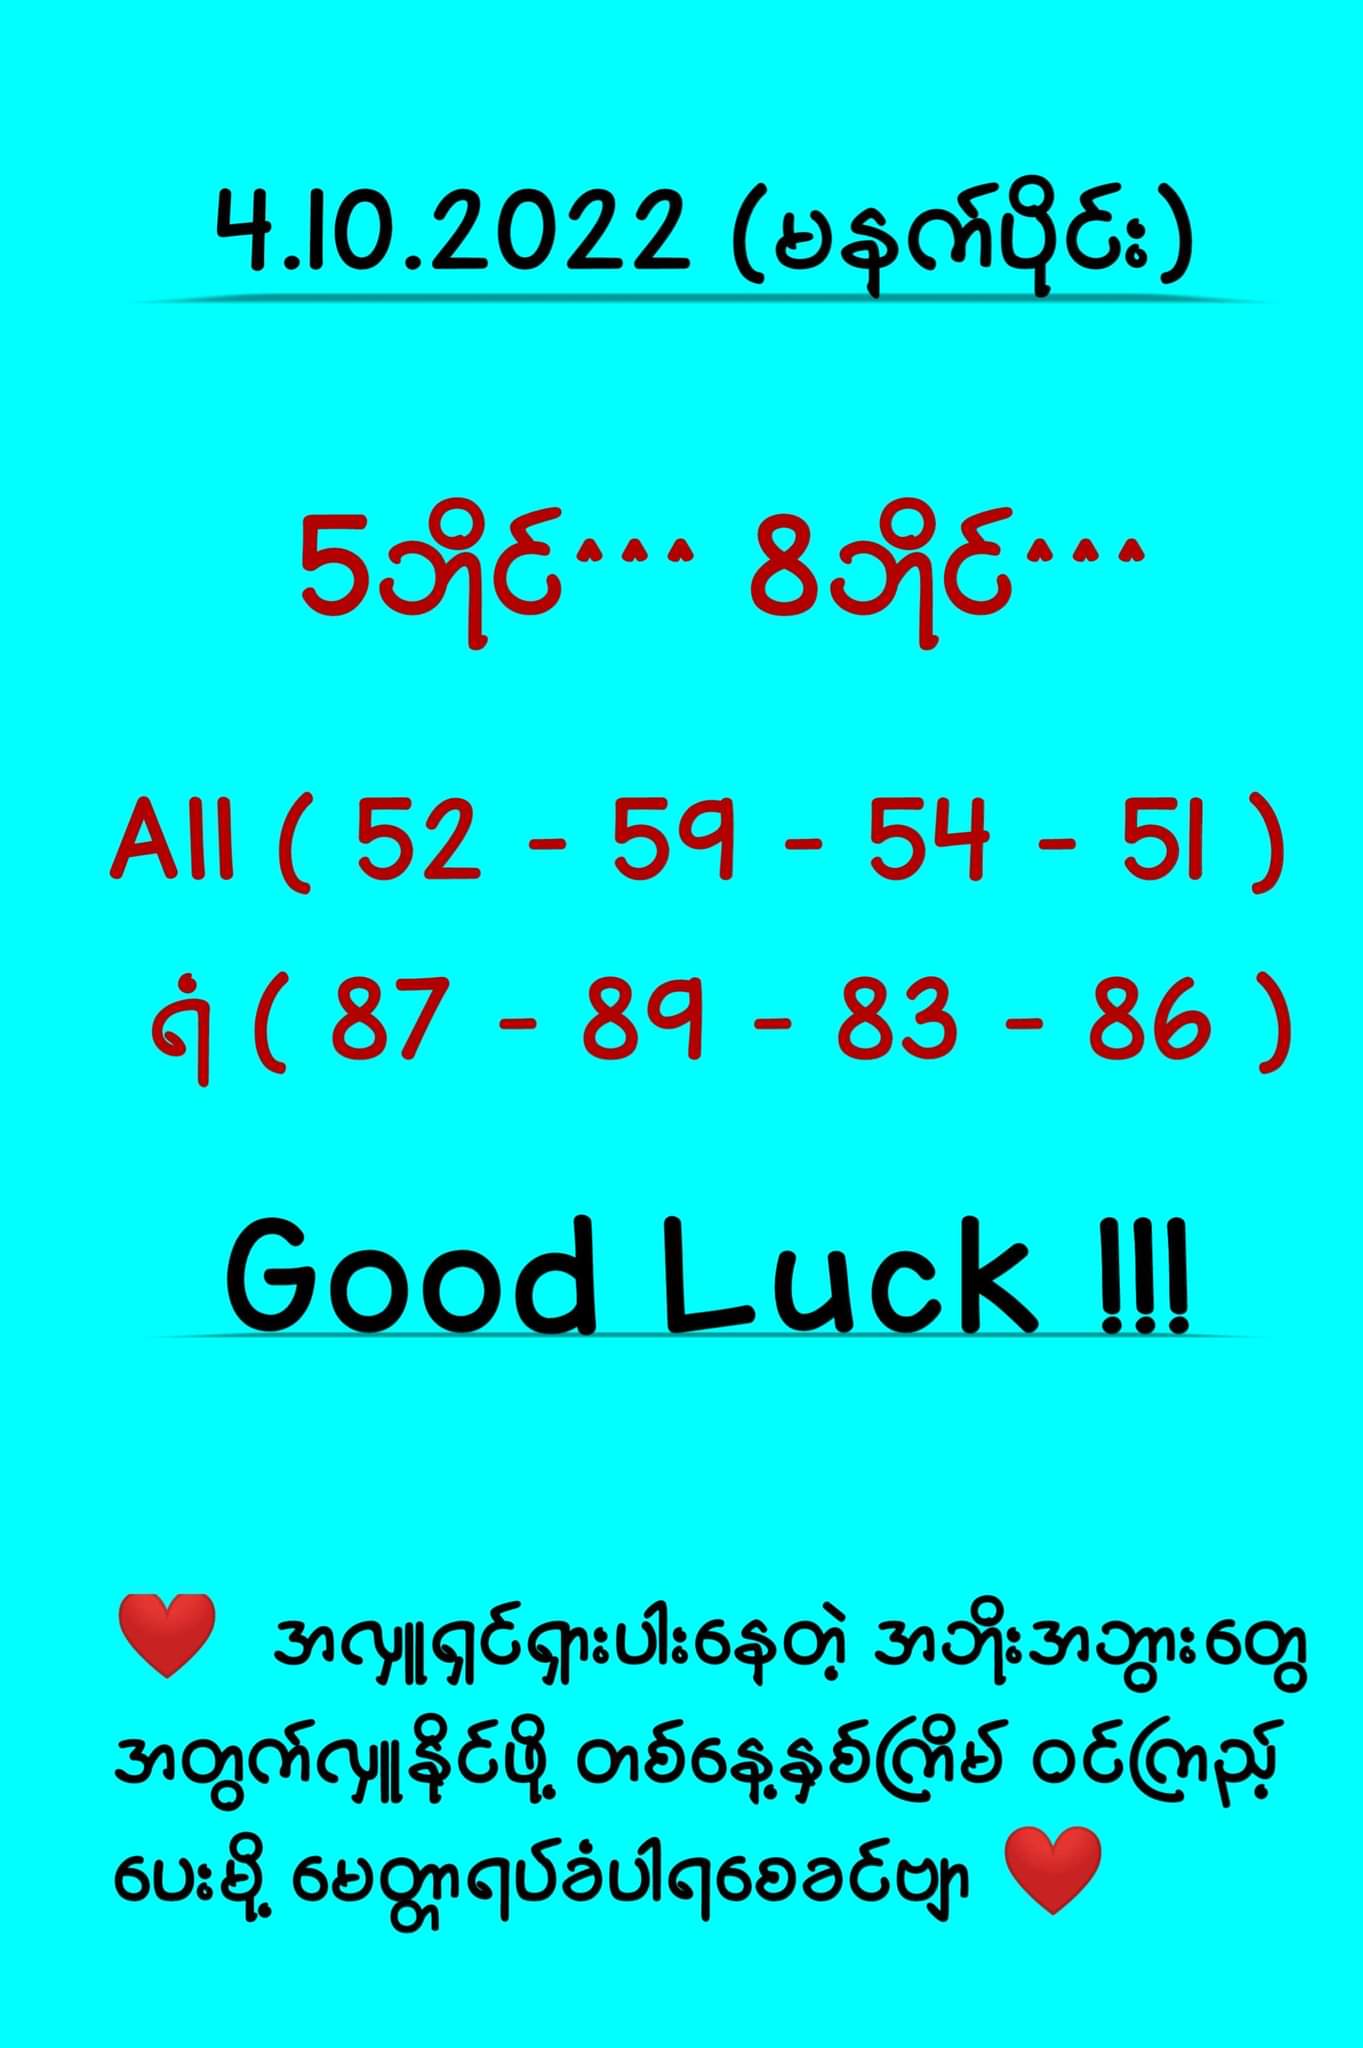 4.10.2022 (မနက်ပိုင်း)
5ဘိုင်^^^ 8ဘိုင်^^^
All ( 52 - 59 - 54 - 51 )
ရံ ( 87 - 89 - 83 - 86 )
Good Luck !!!
❤️ အလှူရှင်ရှားပါးနေတဲ့ အဘိုးအဘွားတွေ
အတွက်လှူနိုင်ဖို့ တစ်နေ့နှစ်ကြိမ် ဝင်ကြည့်
ပေးစို့ မေတ္တာရပ်ခံပါရစေခင်ဗျာ ❤️